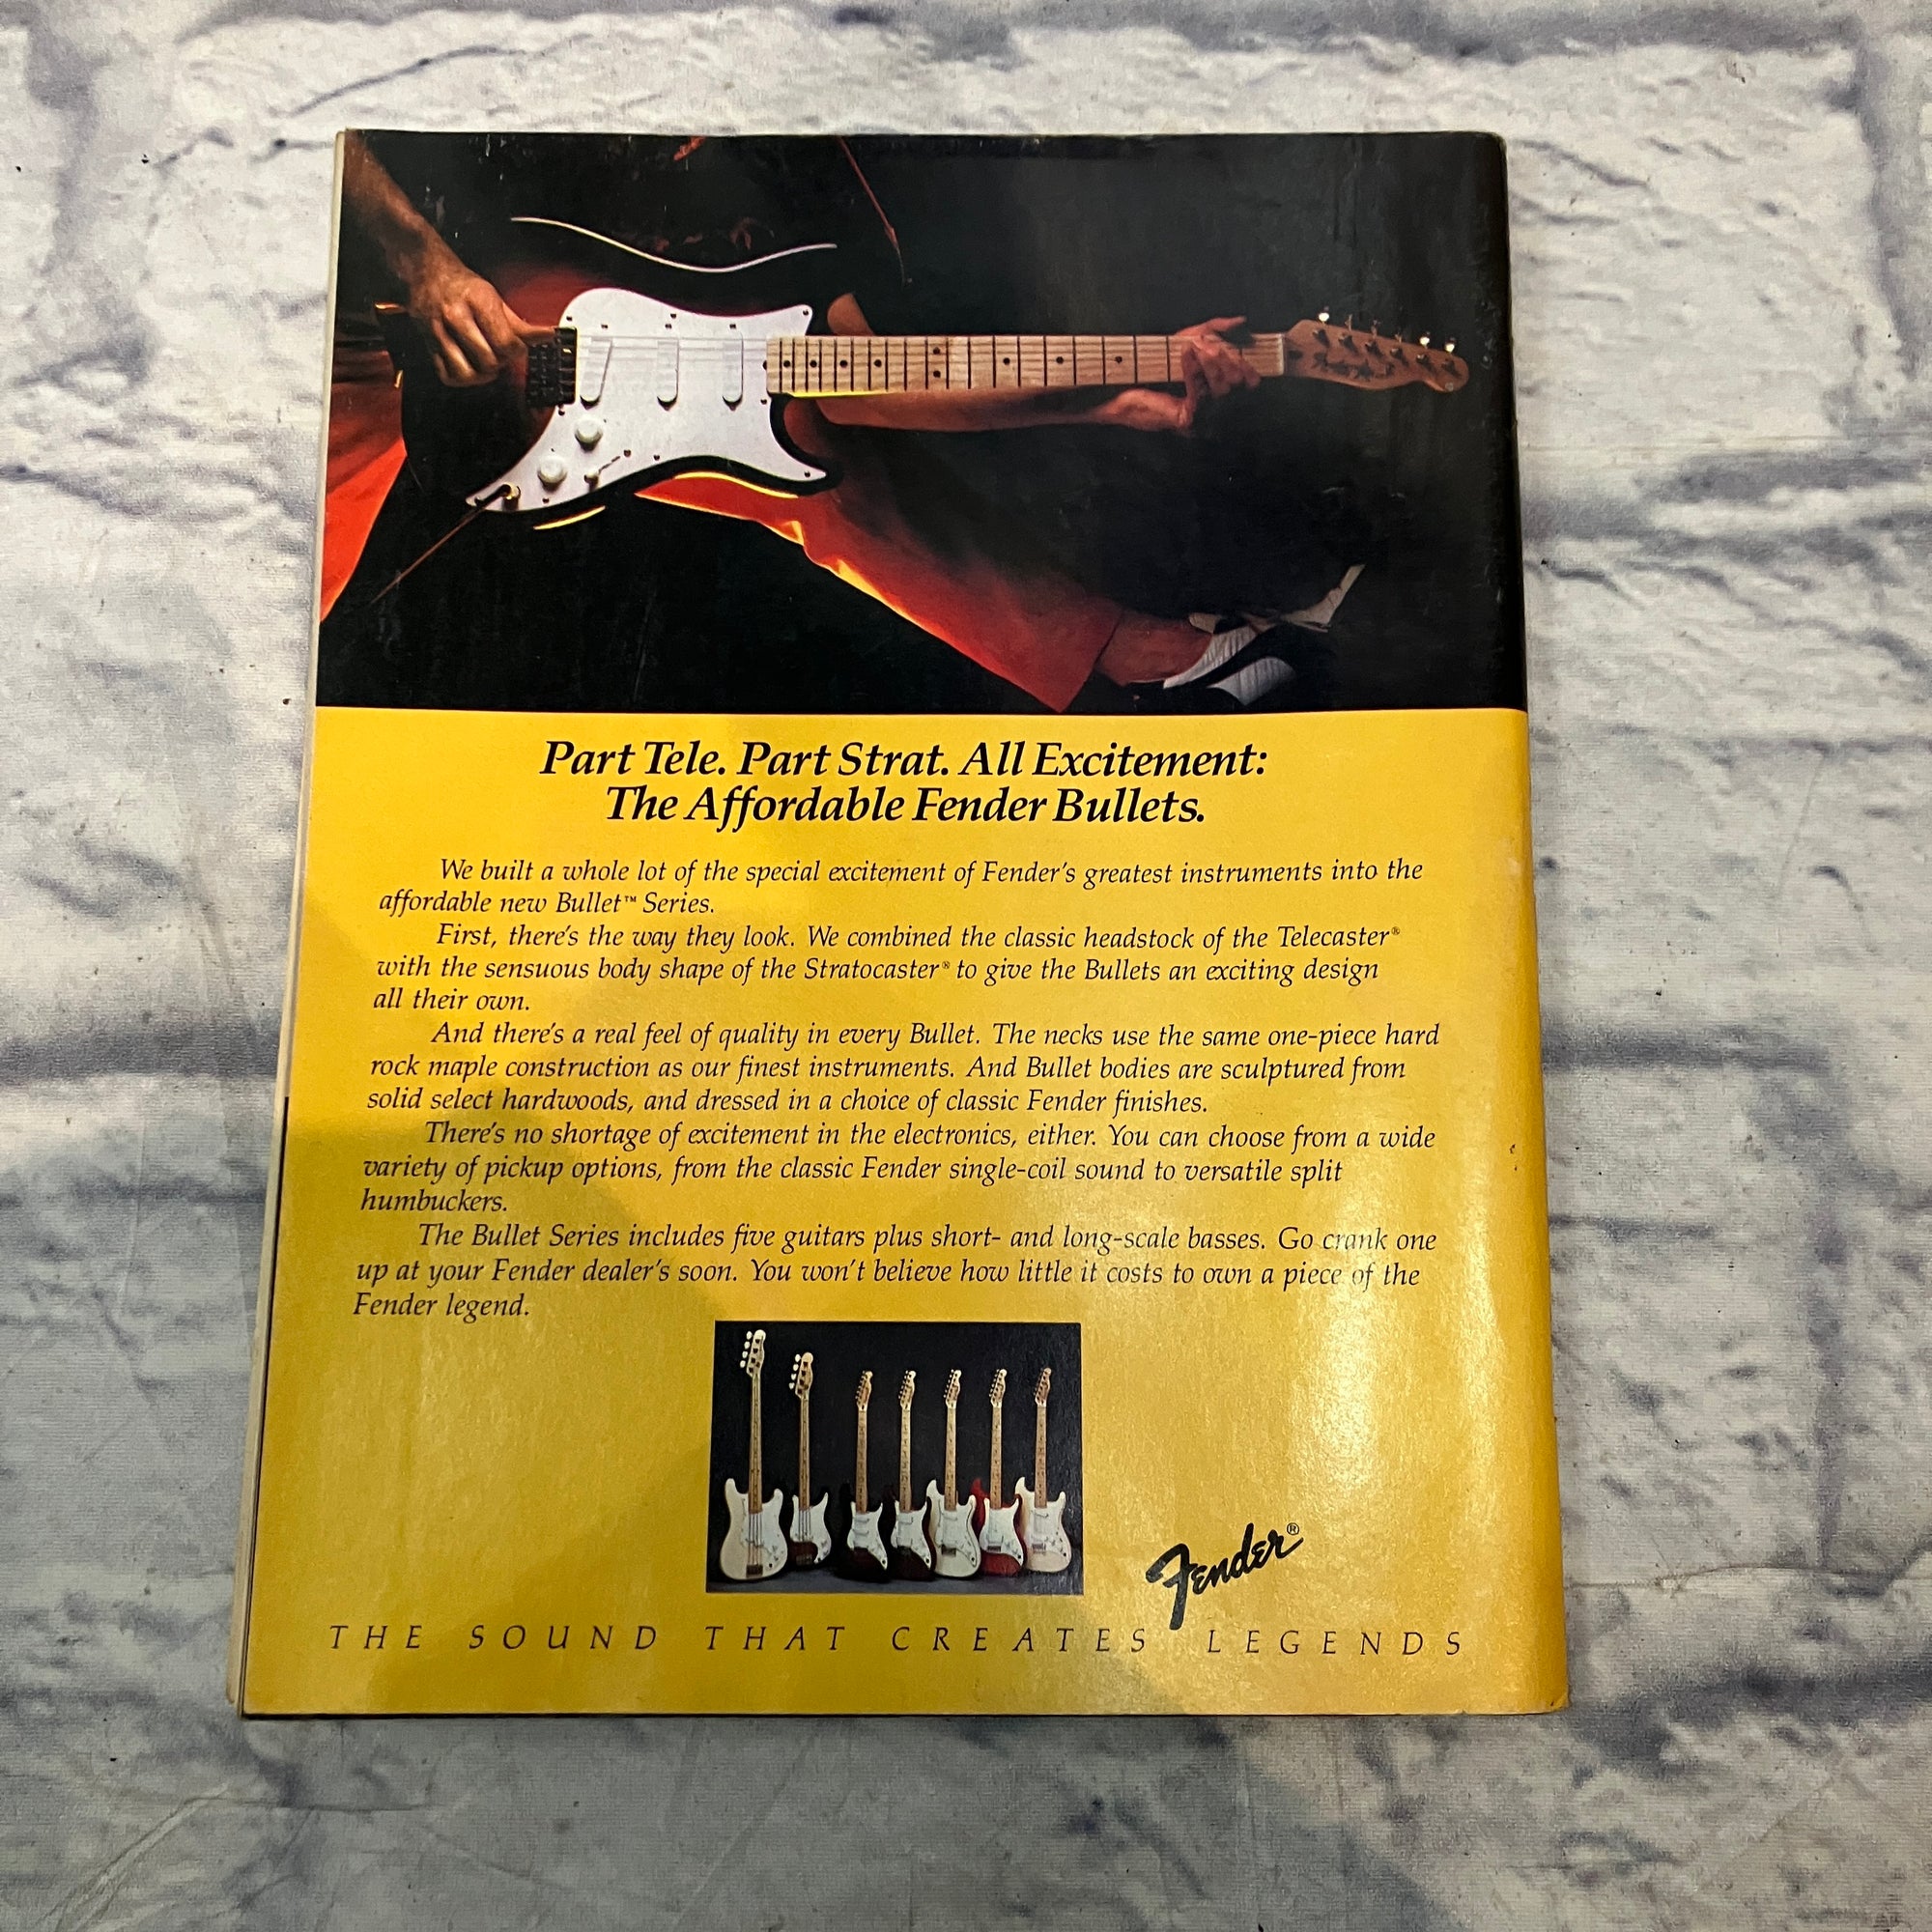 Part Tele. Part Strat. All Excitement:
The Affordable Fender Bullets.
We built a whole lot of the special excitement of Fender's greatest instruments into the
affordable new Bullet™ Series.
First, there's the way they look. We combined the classic headstock of the Telecaster®
with the sensuous body shape of the Stratocaster® to give the Bullets an exciting design
all their own.
And there's a real feel of quality in every Bullet. The necks use the same one-piece hard
rock maple construction as our finest instruments. And Bullet bodies are sculptured from
solid select hardwoods, and dressed in a choice of classic Fender finishes.
There's no shortage of excitement in the electronics, either. You can choose from a wide
variety of pickup options, from the classic Fender single-coil sound to versatile split
humbuckers.
The Bullet Series includes five guitars plus short- and long-scale basses. Go crank one
up at your Fender dealer's soon. You won't believe how little it costs to own a piece of the
Fender legend.
Fender®
THE SOUND THAT CREATES LEGENDS